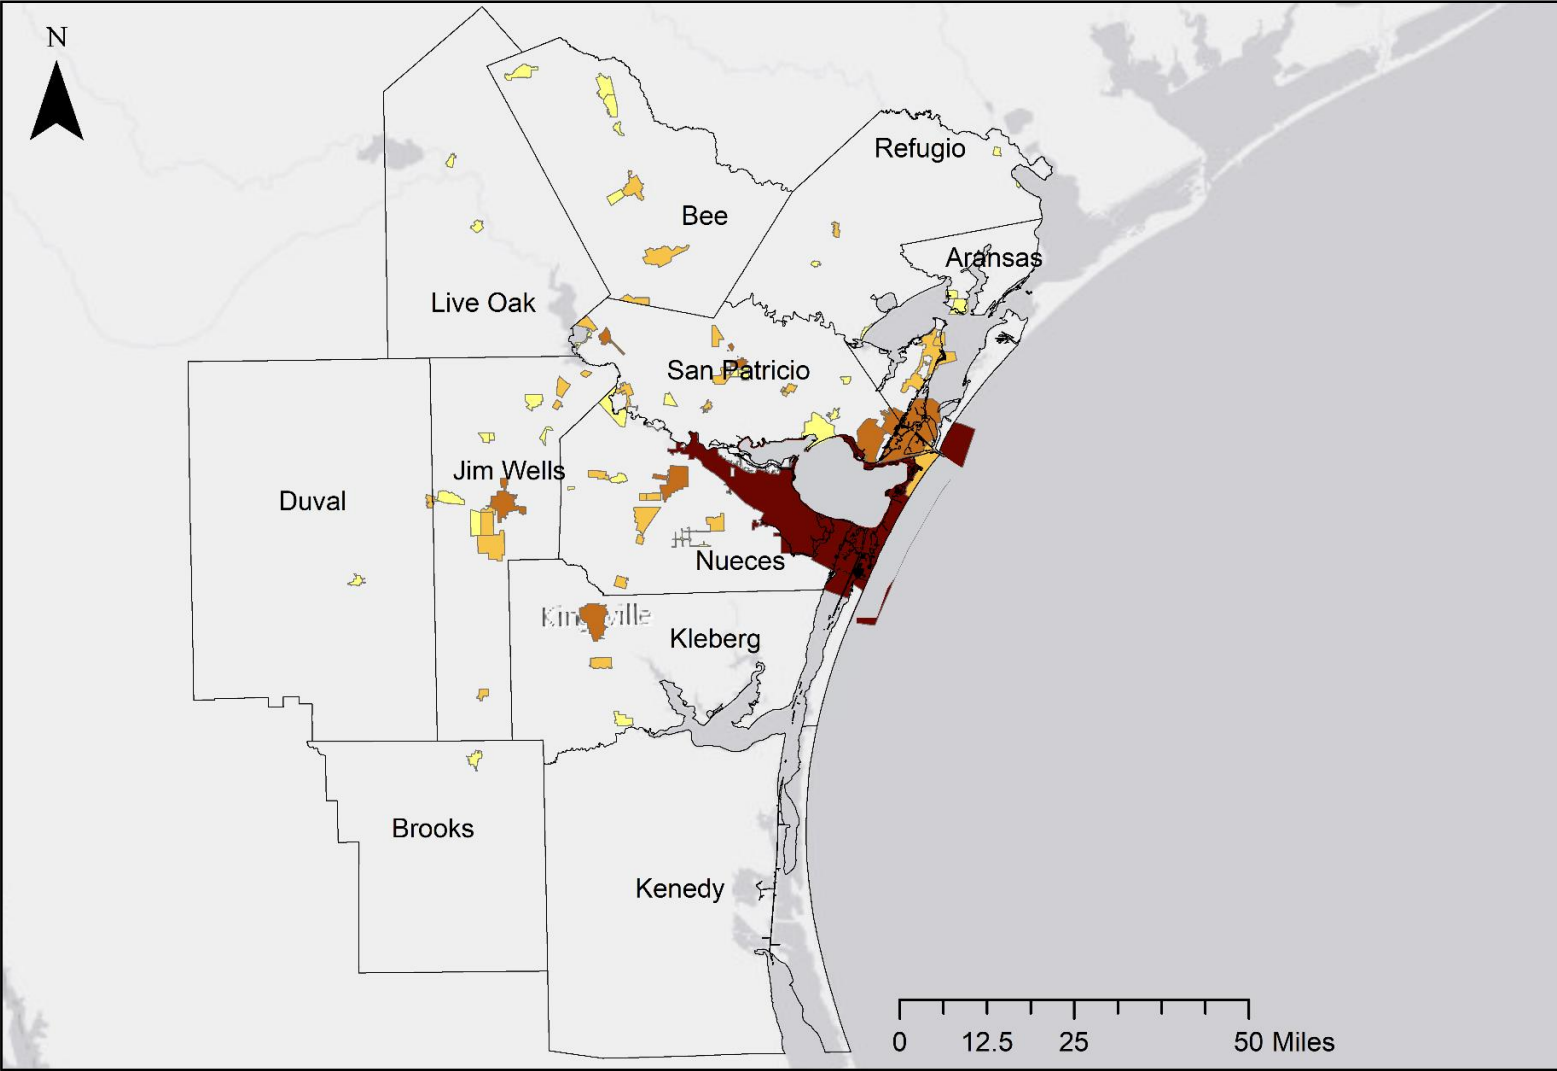 N
Refugio
Bee
Aransas
Live Oak
San Patricio
Jim Wells
Duval
Nueces
Kingsville
Kleberg
Brooks
Kenedy
0 12.5 25 50 Miles